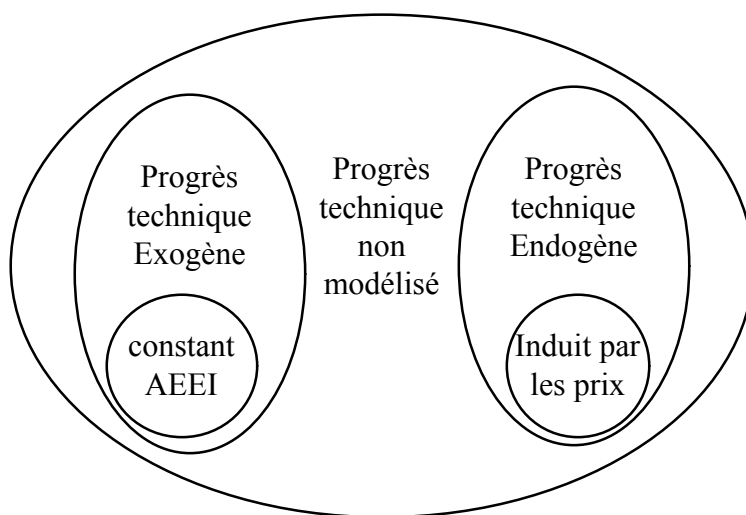 Progrès
technique
Exogène
constant
AEEI
Progrès
technique
non
modélisé
Progrès
technique
Endogène
Induit par
les prix